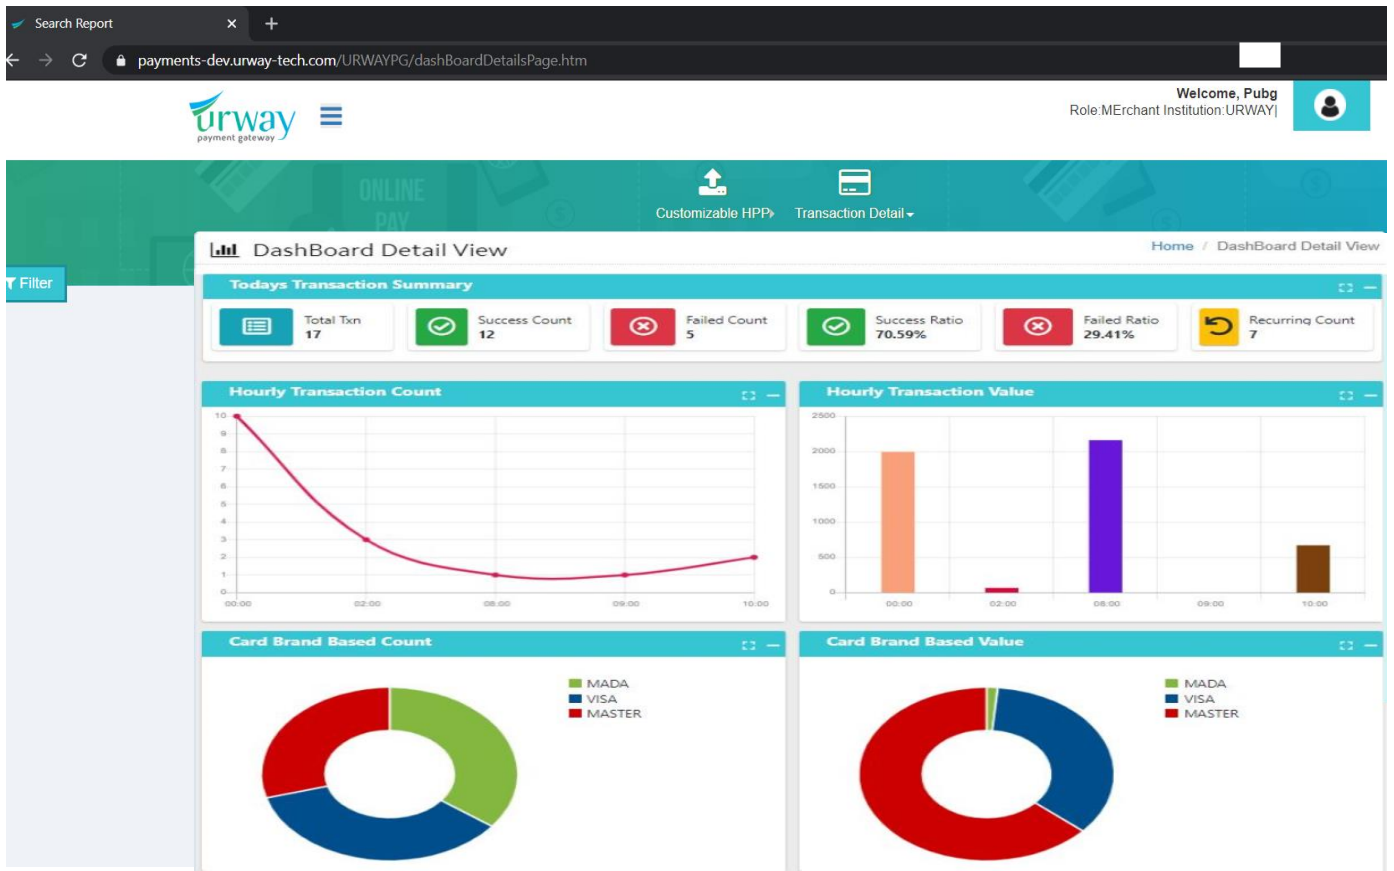 Search Report
payments-dev.urway-tech.com/URWAYPG/dashBoardDetailsPage.htm
urway
payment gateway
Welcome, Pubg
Role:MErchant Institution:URWAY|
ONLINE
PAY
Customizable HPP
Transaction Detail
DashBoard Detail View
Home / DashBoard Detail View
Filter
Todays Transaction Summary
Total Txn
17
Success Count
12
Failed Count
5
Success Ratio
70.59%
Failed Ratio
29.41%
Recurring Count
7
Hourly Transaction Count
10
9
8
7
6
5
4
3
2
1
0
00:00 02:00 08:00 09:00 10:00
Hourly Transaction Value
2500
2000
1500
1000
500
0
00:00 02:00 08:00 09:00 10:00
Card Brand Based Count
MADA
VISA
MASTER
Card Brand Based Value
MADA
VISA
MASTER